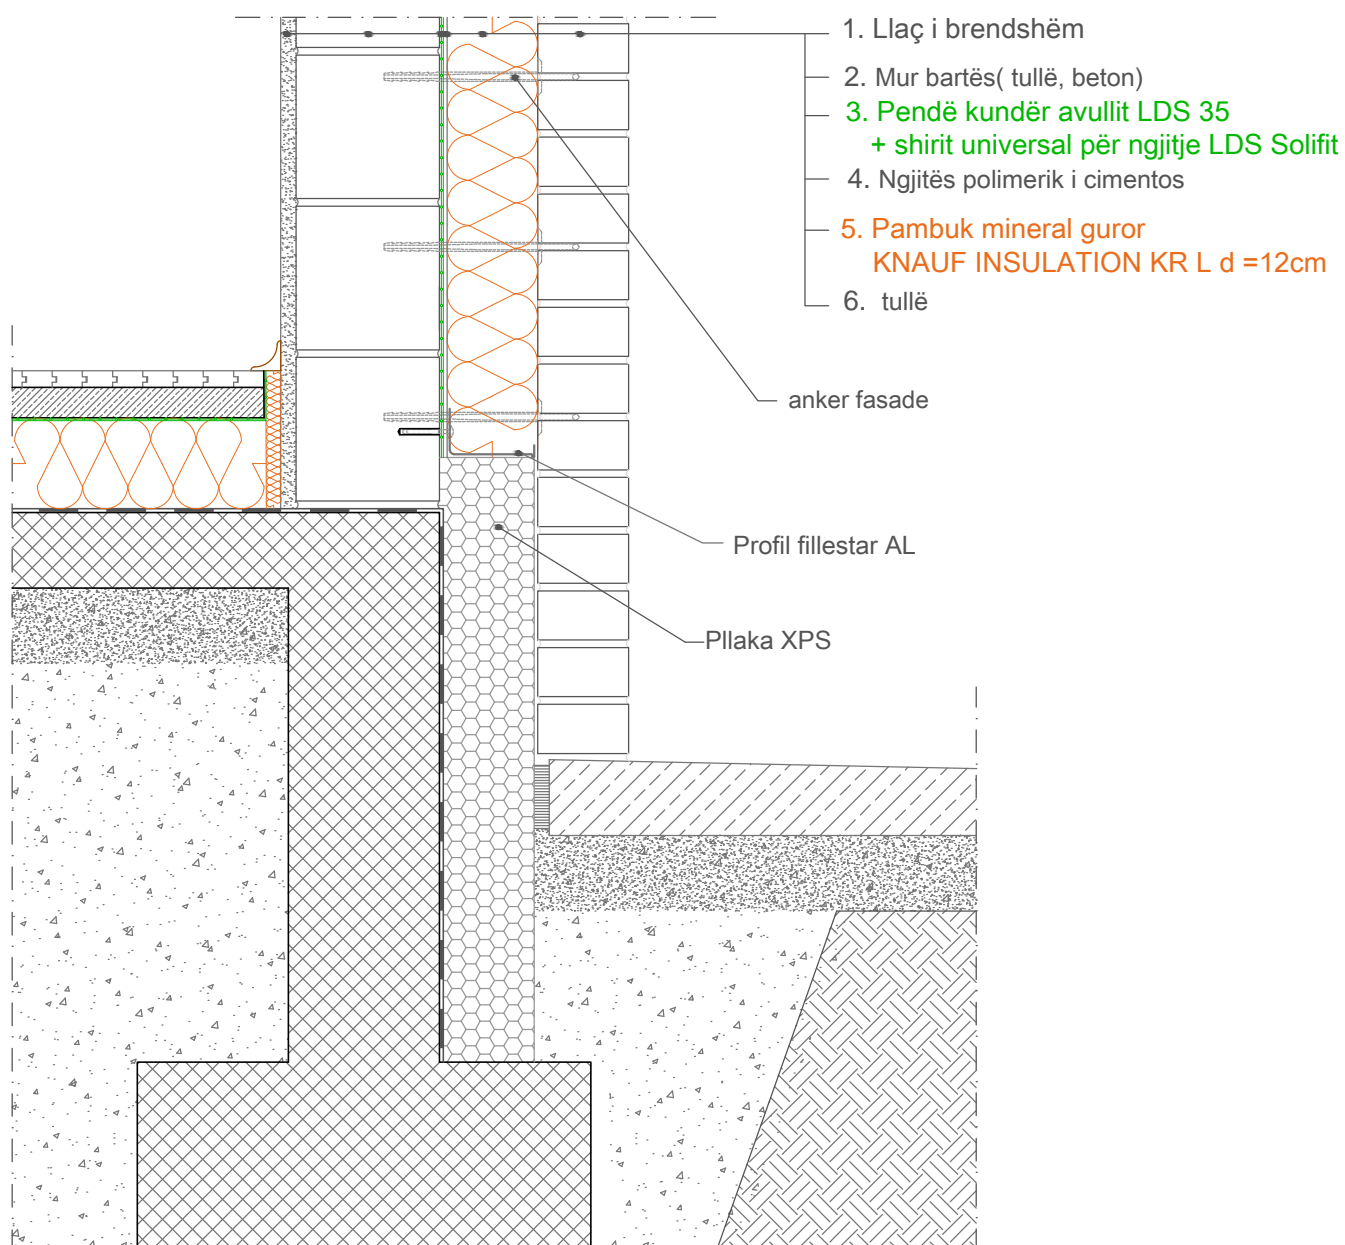 1. Llaç i brendshëm
2. Mur bartës( tullë, beton)
3. Pendë kundër avullit LDS 35
+ shirit universal për ngjitje LDS Solifit
4. Ngjitës polimerik i cimentos
5. Pambuk mineral guror
KNAUF INSULATION KR L d =12cm
6. tullë
anker fasade
Profil fillestar AL
Pllaka XPS